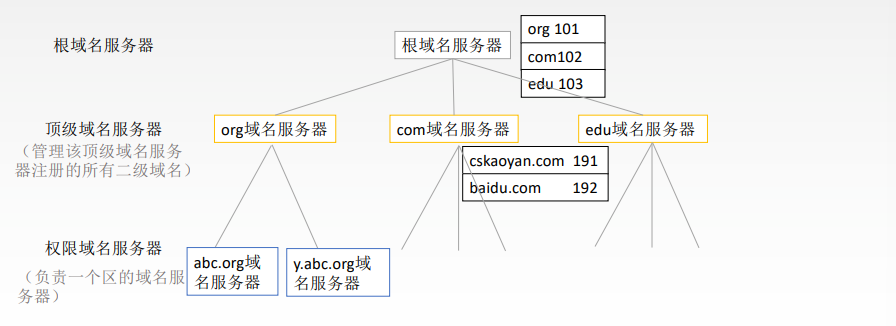 根域名服务器
根域名服务器
org 101
com102
edu 103
顶级域名服务器
（管理该顶级域名服务
器注册的所有二级域名）
org域名服务器
com域名服务器
edu域名服务器
cskaoyan.com 191
baidu.com 192
权限域名服务器
（负责一个区的域名服
务器）
abc.org域
名服务器
y.abc.org域
名服务器